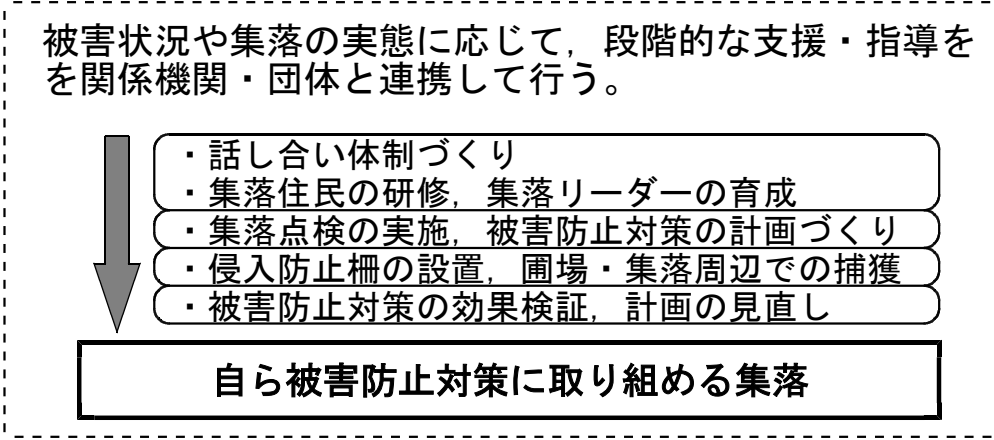 被害状況や集落の実態に応じて，段階的な支援・指導を
を関係機関・団体と連携して行う。
・話し合い体制づくり
・集落住民の研修，集落リーダーの育成
・集落点検の実施，被害防止対策の計画づくり
・侵入防止柵の設置，圃場・集落周辺での捕獲
・被害防止対策の効果検証，計画の見直し
自ら被害防止対策に取り組める集落